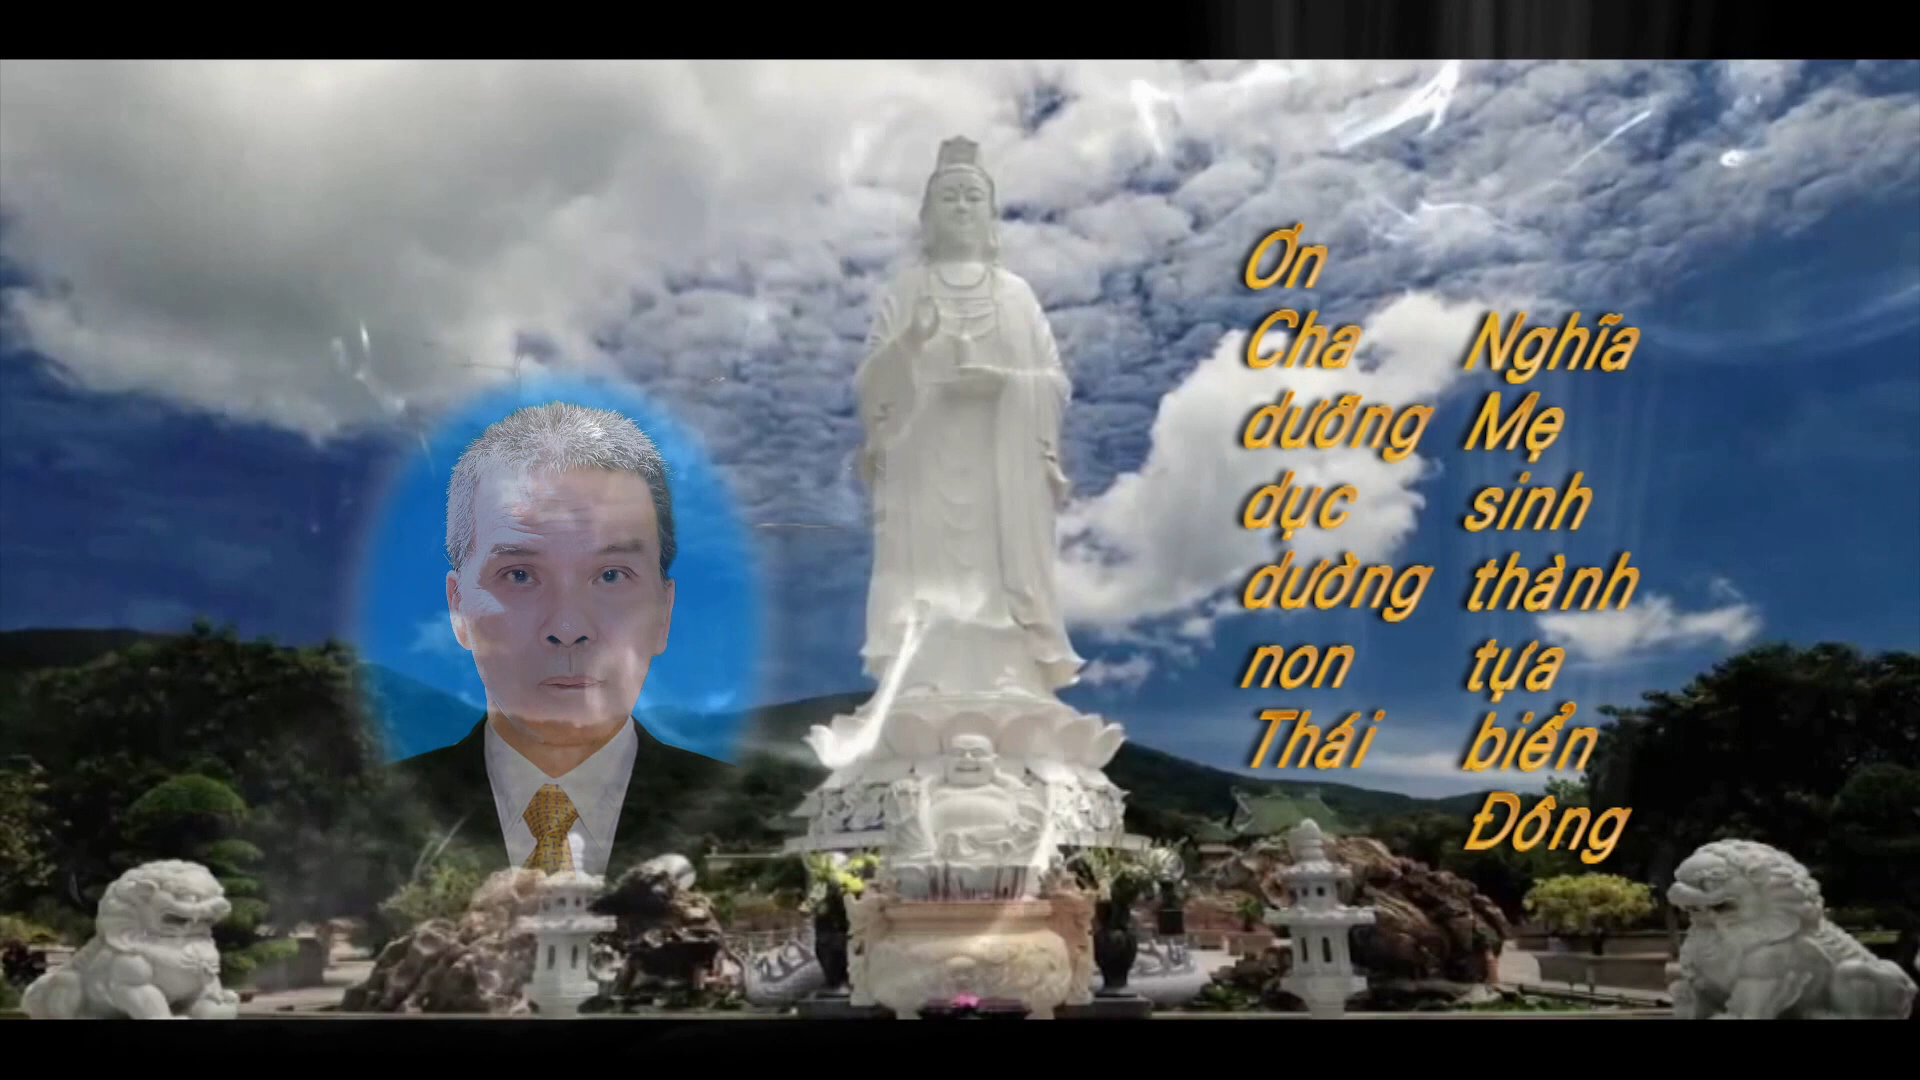 Ơn
Cha
dưỡng
dục
dường
non
Thái
Nghĩa
Mẹ
sinh
thành
tựa
biển
Đông